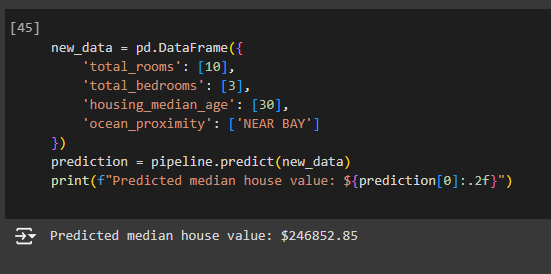 [45]
new_data = pd.DataFrame({
    'total_rooms': [10],
    'total_bedrooms': [3],
    'housing_median_age': [30],
    'ocean_proximity': ['NEAR BAY']
})
prediction = pipeline.predict(new_data)
print(f"Predicted median house value: ${prediction[0]:.2f}")
Predicted median house value: $246852.85